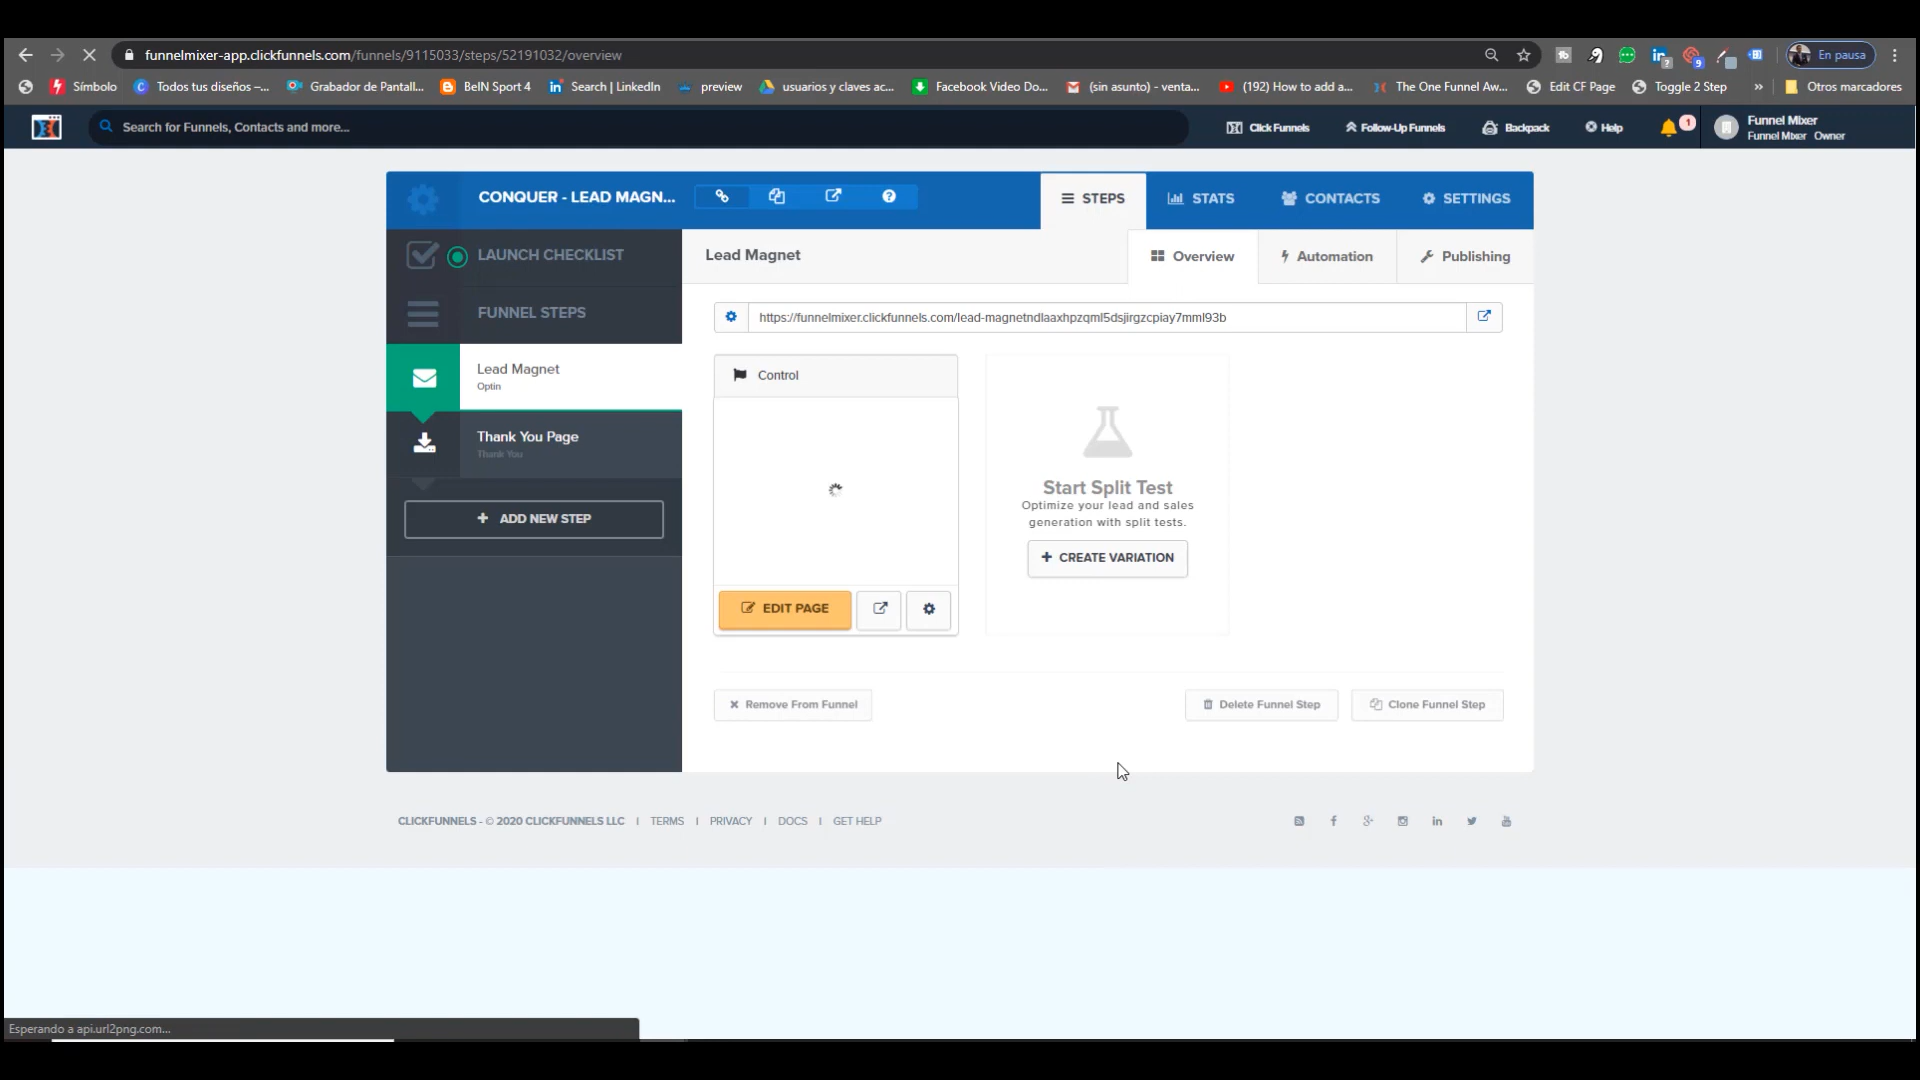 funnelmixer-app.clickfunnels.com/funnels/9115033/steps/52191032/overview
En pausa
Símbolo
Todos tus diseños –...
Grabador de Pantall...
BeIN Sport 4
Search | LinkedIn
preview
usuarios y claves ac...
Facebook Video Do...
(sin asunto) - venta...
(192) How to add a...
The One Funnel Aw...
Edit CF Page
Toggle 2 Step
»
Otros marcadores
Search for Funnels, Contacts and more...
Click Funnels
Follow-Up Funnels
Backpack
Help
1
Funnel Mixer
Funnel Mixer Owner
CONQUER - LEAD MAGN...
STEPS
STATS
CONTACTS
SETTINGS
LAUNCH CHECKLIST
Lead Magnet
Overview
Automation
Publishing
FUNNEL STEPS
https://funnelmixer.clickfunnels.com/lead-magnetndlaaxhpzqml5dsjirgzcpiay7mml93b
Lead Magnet
Optin
Thank You Page
Thank You
+ ADD NEW STEP
Control
EDIT PAGE
Start Split Test
Optimize your lead and sales
generation with split tests.
+ CREATE VARIATION
Remove From Funnel
Delete Funnel Step
Clone Funnel Step
CLICKFUNNELS - © 2020 CLICKFUNNELS LLC | TERMS | PRIVACY | DOCS | GET HELP
Esperando a api.url2png.com...